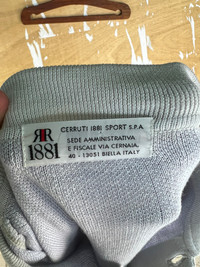 CERRUTI 1881 SPORT S.P.A.
SEDE AMMINISTRATIVA
E FISCALE VIA CERNAIA,
40 - 13051 BIELLA ITALY
1881